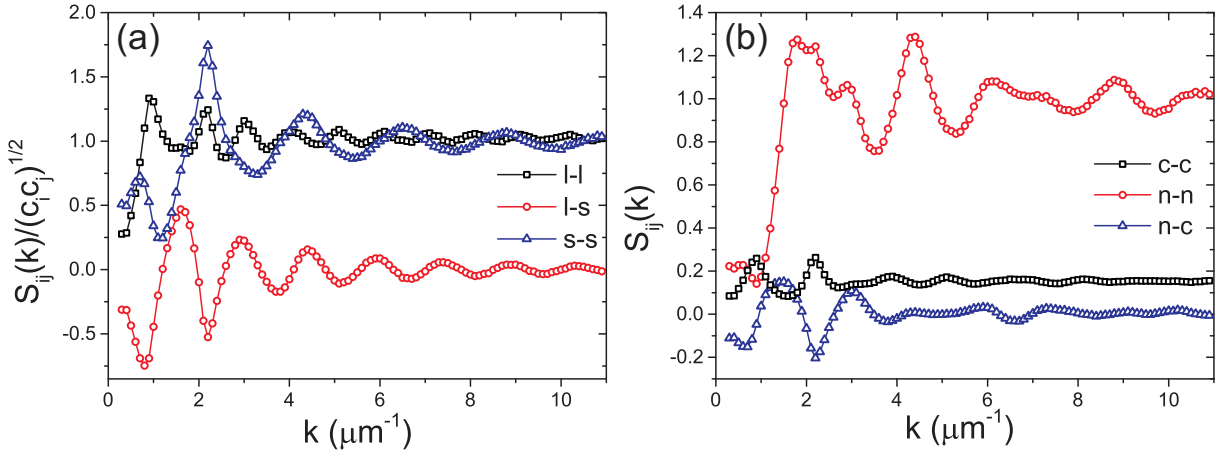 (a)
S_ij(k)/(c_i c_j)^1/2
2.0
1.5
1.0
0.5
0.0
-0.5
l-l
l-s
s-s
0 2 4 6 8 10
k (μm^-1)
(b)
S_ij(k)
1.4
1.2
1.0
0.8
0.6
0.4
0.2
0.0
-0.2
c-c
n-n
n-c
0 2 4 6 8 10
k (μm^-1)